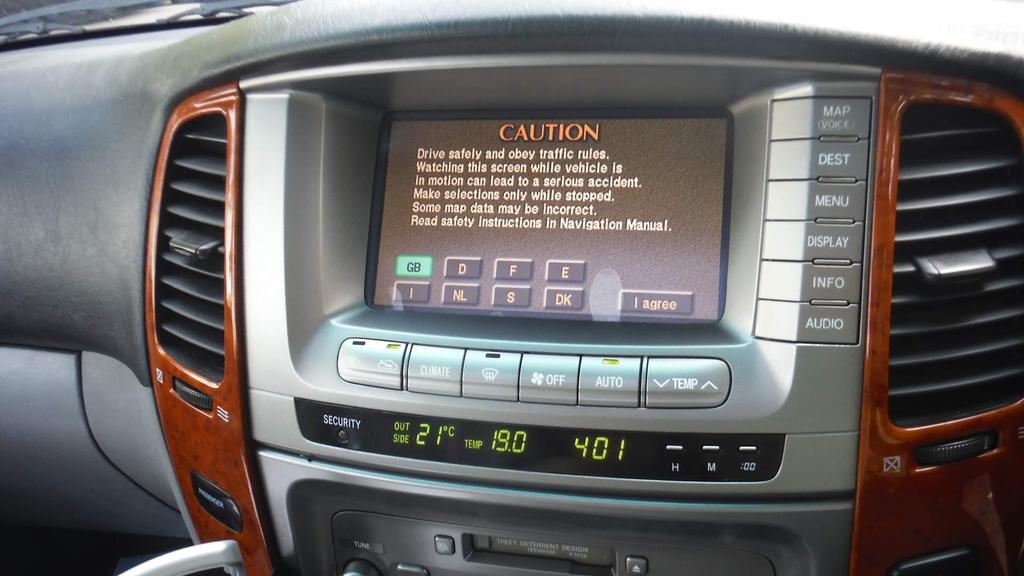 CAUTION
Drive safely and obey traffic rules.
Watching this screen while vehicle is
in motion can lead to a serious accident.
Make selections only while stopped.
Some map data may be incorrect.
Read safety instructions in Navigation Manual.
GB D F E
I NL S DK I agree
MAP
(VOICE)
DEST
MENU
DISPLAY
INFO
AUDIO
CLIMATE
OFF
AUTO
TEMP
SECURITY
OUT
SIDE
21°C
TEMP
19.0
401
H M :00
PASSENGER
TUNE
THEFT DETERRENT DESIGN